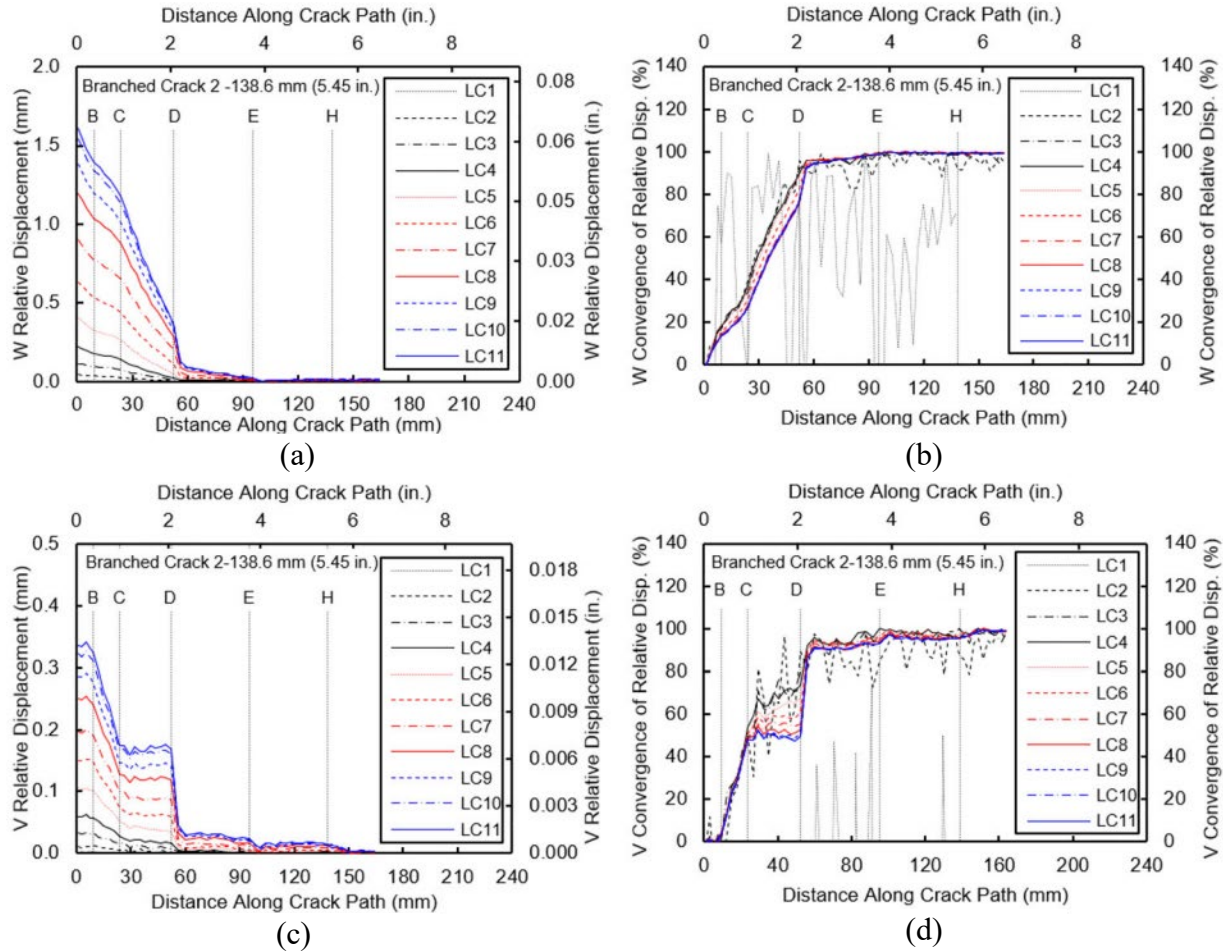 Distance Along Crack Path (in.)
0 2 4 6 8
W Relative Displacement (mm)
2.0
1.5
1.0
0.5
0.0
Branched Crack 2 -138.6 mm (5.45 in.)
B C D E H
LC1
LC2
LC3
LC4
LC5
LC6
LC7
LC8
LC9
LC10
LC11
0.08
0.06
0.05
0.03
0.02
0.00
W Relative Displacement (in.)
0 30 60 90 120 150 180 210 240
Distance Along Crack Path (mm)
(a)
Distance Along Crack Path (in.)
0 2 4 6 8
W Convergence of Relative Disp. (%)
140
120
100
80
60
40
20
0
Branched Crack 2-138.6 mm (5.45 in.)
B C D E H
LC1
LC2
LC3
LC4
LC5
LC6
LC7
LC8
LC9
LC10
LC11
140
120
100
80
60
40
20
0
W Convergence of Relative Disp. (%)
0 30 60 90 120 150 180 210 240
Distance Along Crack Path (mm)
(b)
Distance Along Crack Path (in.)
0 2 4 6 8
V Relative Displacement (mm)
0.5
0.4
0.3
0.2
0.1
0.0
Branched Crack 2-138.6 mm (5.45 in.)
B C D E H
LC1
LC2
LC3
LC4
LC5
LC6
LC7
LC8
LC9
LC10
LC11
0.018
0.015
0.012
0.009
0.006
0.003
0.000
V Relative Displacement (in.)
0 30 60 90 120 150 180 210 240
Distance Along Crack Path (mm)
(c)
Distance Along Crack Path (in.)
0 2 4 6 8
V Convergence of Relative Disp. (%)
140
120
100
80
60
40
20
0
Branched Crack 2-138.6 mm (5.45 in.)
B C D E H
LC1
LC2
LC3
LC4
LC5
LC6
LC7
LC8
LC9
LC10
LC11
140
120
100
80
60
40
20
0
V Convergence of Relative Disp. (%)
0 40 80 120 160 200 240
Distance Along Crack Path (mm)
(d)